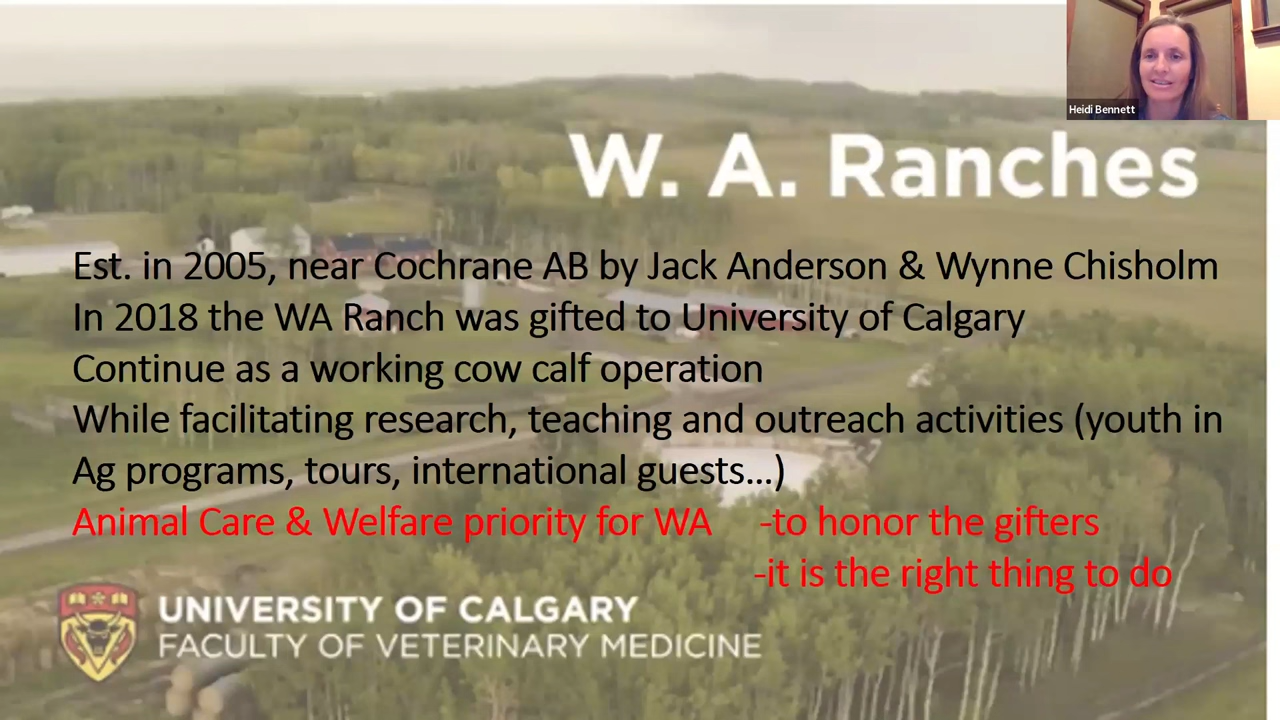 Heidi Bennett
W. A. Ranches
Est. in 2005, near Cochrane AB by Jack Anderson & Wynne Chisholm
In 2018 the WA Ranch was gifted to University of Calgary
Continue as a working cow calf operation
While facilitating research, teaching and outreach activities (youth in
Ag programs, tours, international guests...)
Animal Care & Welfare priority for WA -to honor the gifters
-it is the right thing to do
UNIVERSITY OF CALGARY
FACULTY OF VETERINARY MEDICINE